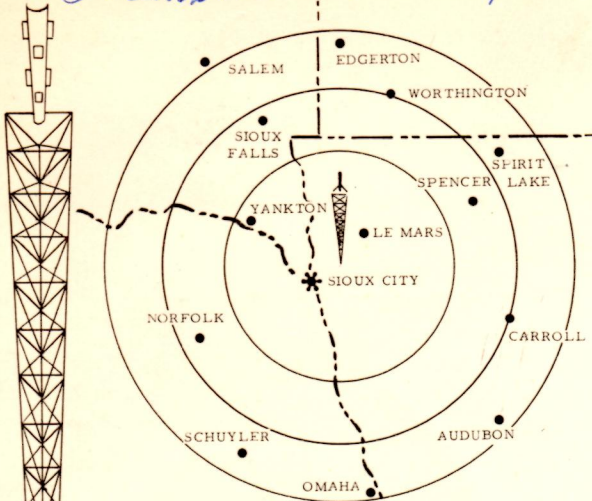 EDGERTON
SALEM
WORTHINGTON
SIOUX
FALLS
SPIRIT
LAKE
SPENCER
YANKTON
LE MARS
SIOUX CITY
NORFOLK
CARROLL
SCHUYLER
AUDUBON
OMAHA